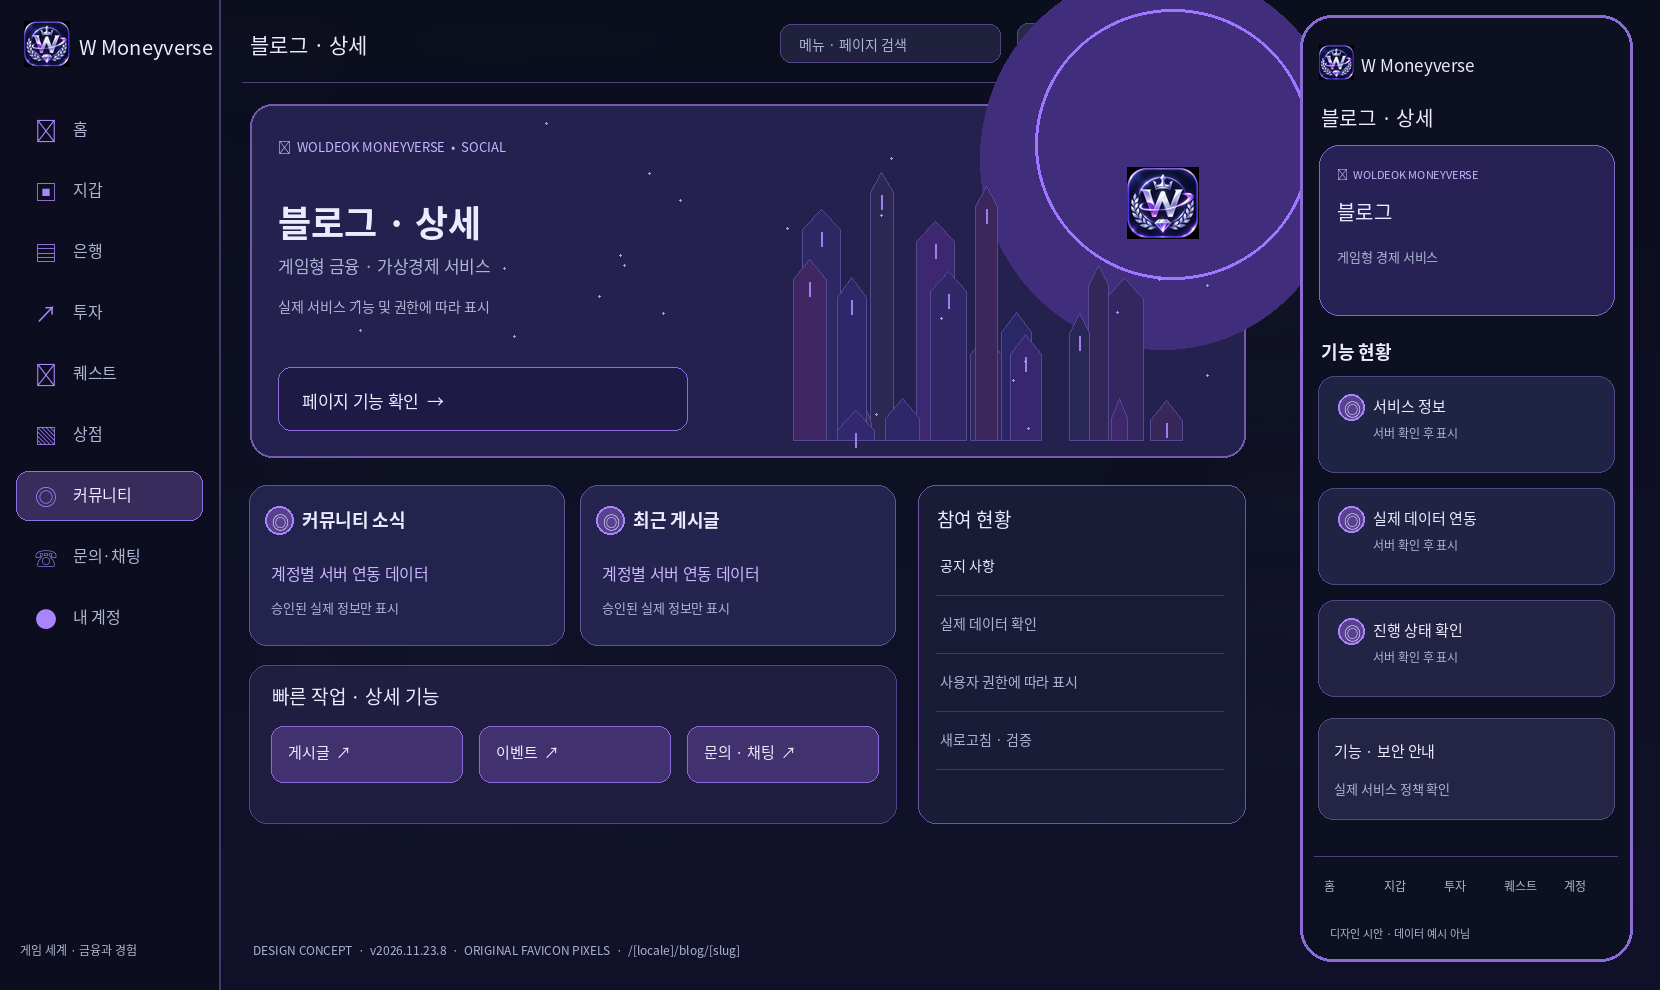 W Moneyverse
홈
지갑
은행
투자
퀘스트
상점
커뮤니티
문의·채팅
내 계정
게임 세계 · 금융과 경험
블로그 · 상세
메뉴 · 페이지 검색
WOLDEOK MONEYVERSE • SOCIAL
블로그 · 상세
게임형 금융 · 가상경제 서비스
실제 서비스 기능 및 권한에 따라 표시
페이지 기능 확인 →
커뮤니티 소식
계정별 서버 연동 데이터
승인된 실제 정보만 표시
최근 게시글
계정별 서버 연동 데이터
승인된 실제 정보만 표시
참여 현황
공지 사항
실제 데이터 확인
사용자 권한에 따라 표시
새로고침 · 검증
빠른 작업 · 상세 기능
게시글 ↗
이벤트 ↗
문의 · 채팅 ↗
DESIGN CONCEPT · v2026.11.23.8 · ORIGINAL FAVICON PIXELS · /[locale]/blog/[slug]
W Moneyverse
블로그 · 상세
WOLDEOK MONEYVERSE
블로그
게임형 경제 서비스
기능 현황
서비스 정보
서버 확인 후 표시
실제 데이터 연동
서버 확인 후 표시
진행 상태 확인
서버 확인 후 표시
기능 · 보안 안내
실제 서비스 정책 확인
홈 지갑 투자 퀘스트 계정
디자인 시안 · 데이터 예시 아님